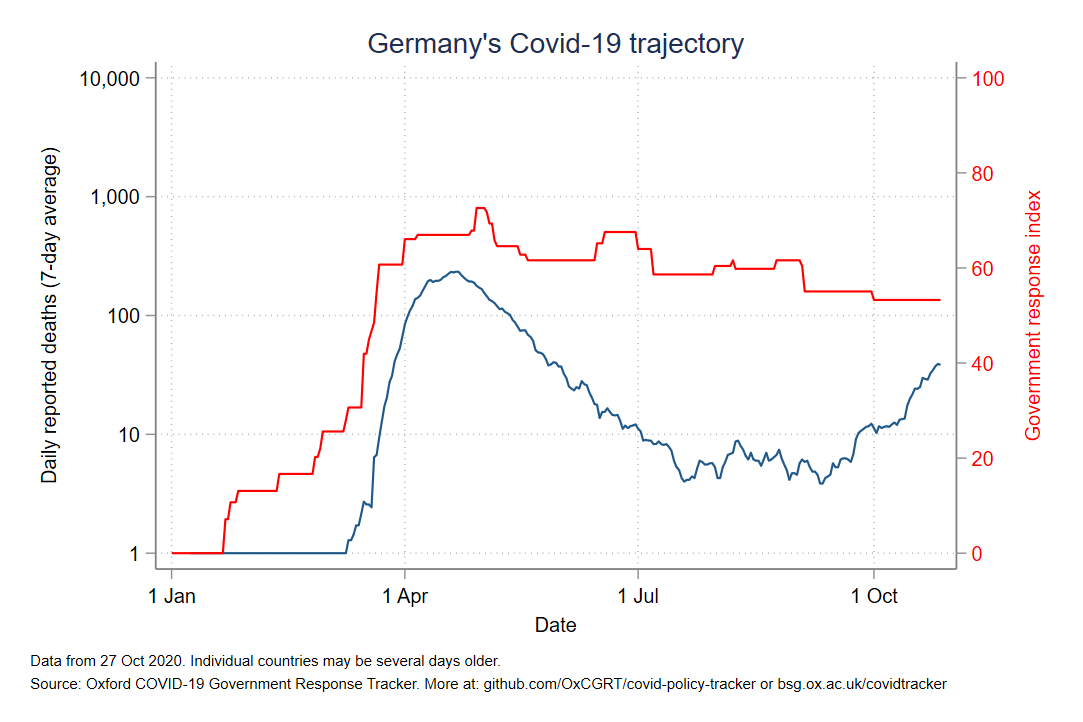 Germany's Covid-19 trajectory
10,000
1,000
100
10
1
Daily reported deaths (7-day average)
100
80
60
40
20
0
Government response index
1 Jan
1 Apr
1 Jul
1 Oct
Date
Data from 27 Oct 2020. Individual countries may be several days older.
Source: Oxford COVID-19 Government Response Tracker. More at: github.com/OxCGRT/covid-policy-tracker or bsg.ox.ac.uk/covidtracker